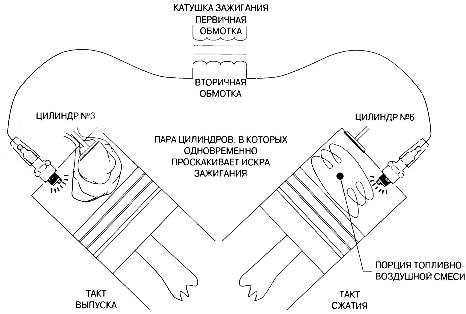 КАТУШКА ЗАЖИГАНИЯ
ПЕРВИЧНАЯ
ОБМОТКА
ВТОРИЧНАЯ
ОБМОТКА
ЦИЛИНДР №3
ЦИЛИНДР №6
ПАРА ЦИЛИНДРОВ, В КОТОРЫХ
ОДНОВРЕМЕННО
ПРОСКАКИВАЕТ ИСКРА
ЗАЖИГАНИЯ
ПОРЦИЯ ТОПЛИВНО-
ВОЗДУШНОЙ СМЕСИ
ТАКТ
ВЫПУСКА
ТАКТ
СЖАТИЯ